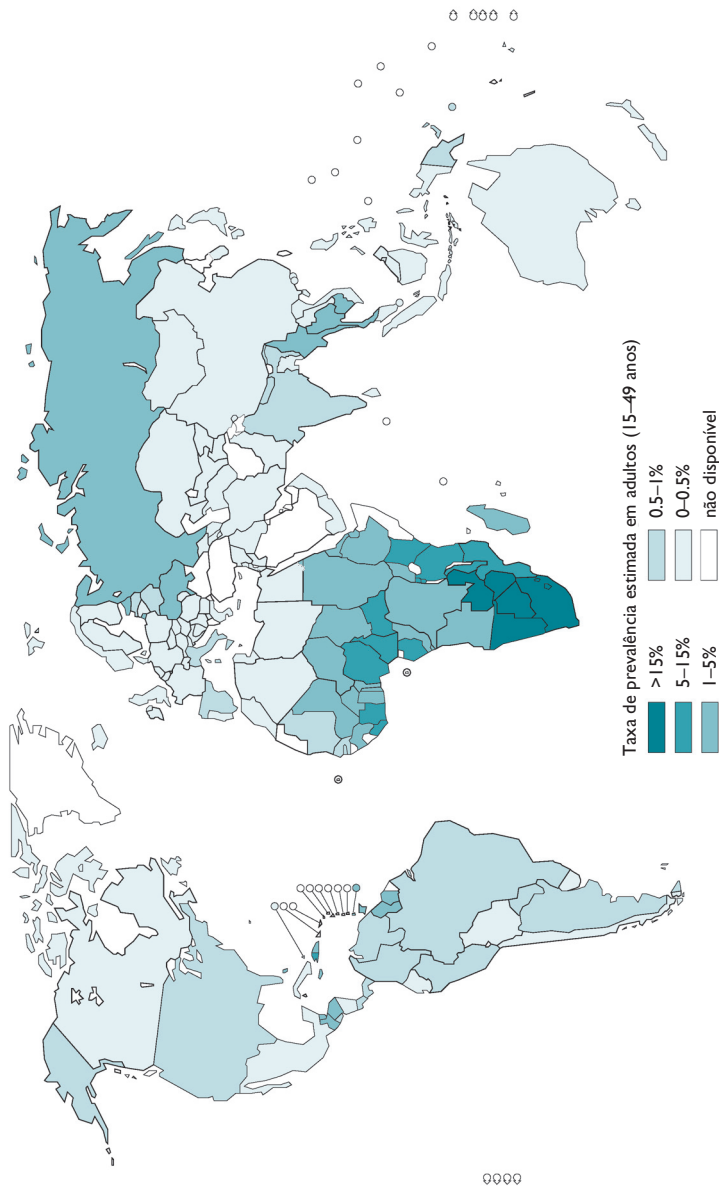 Taxa de prevalência estimada em adultos (15–49 anos)
>15%
5–15%
1–5%
0.5–1%
0–0.5%
não disponível